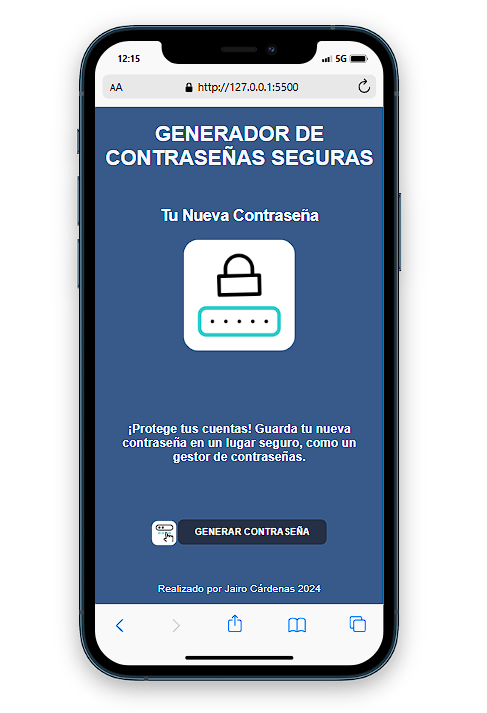 12:15
5G
AA
http://127.0.0.1:5500
GENERADOR DE
CONTRASEÑAS SEGURAS
Tu Nueva Contraseña
¡Protege tus cuentas! Guarda tu nueva
contraseña en un lugar seguro, como un
gestor de contraseñas.
GENERAR CONTRASEÑA
Realizado por Jairo Cárdenas 2024